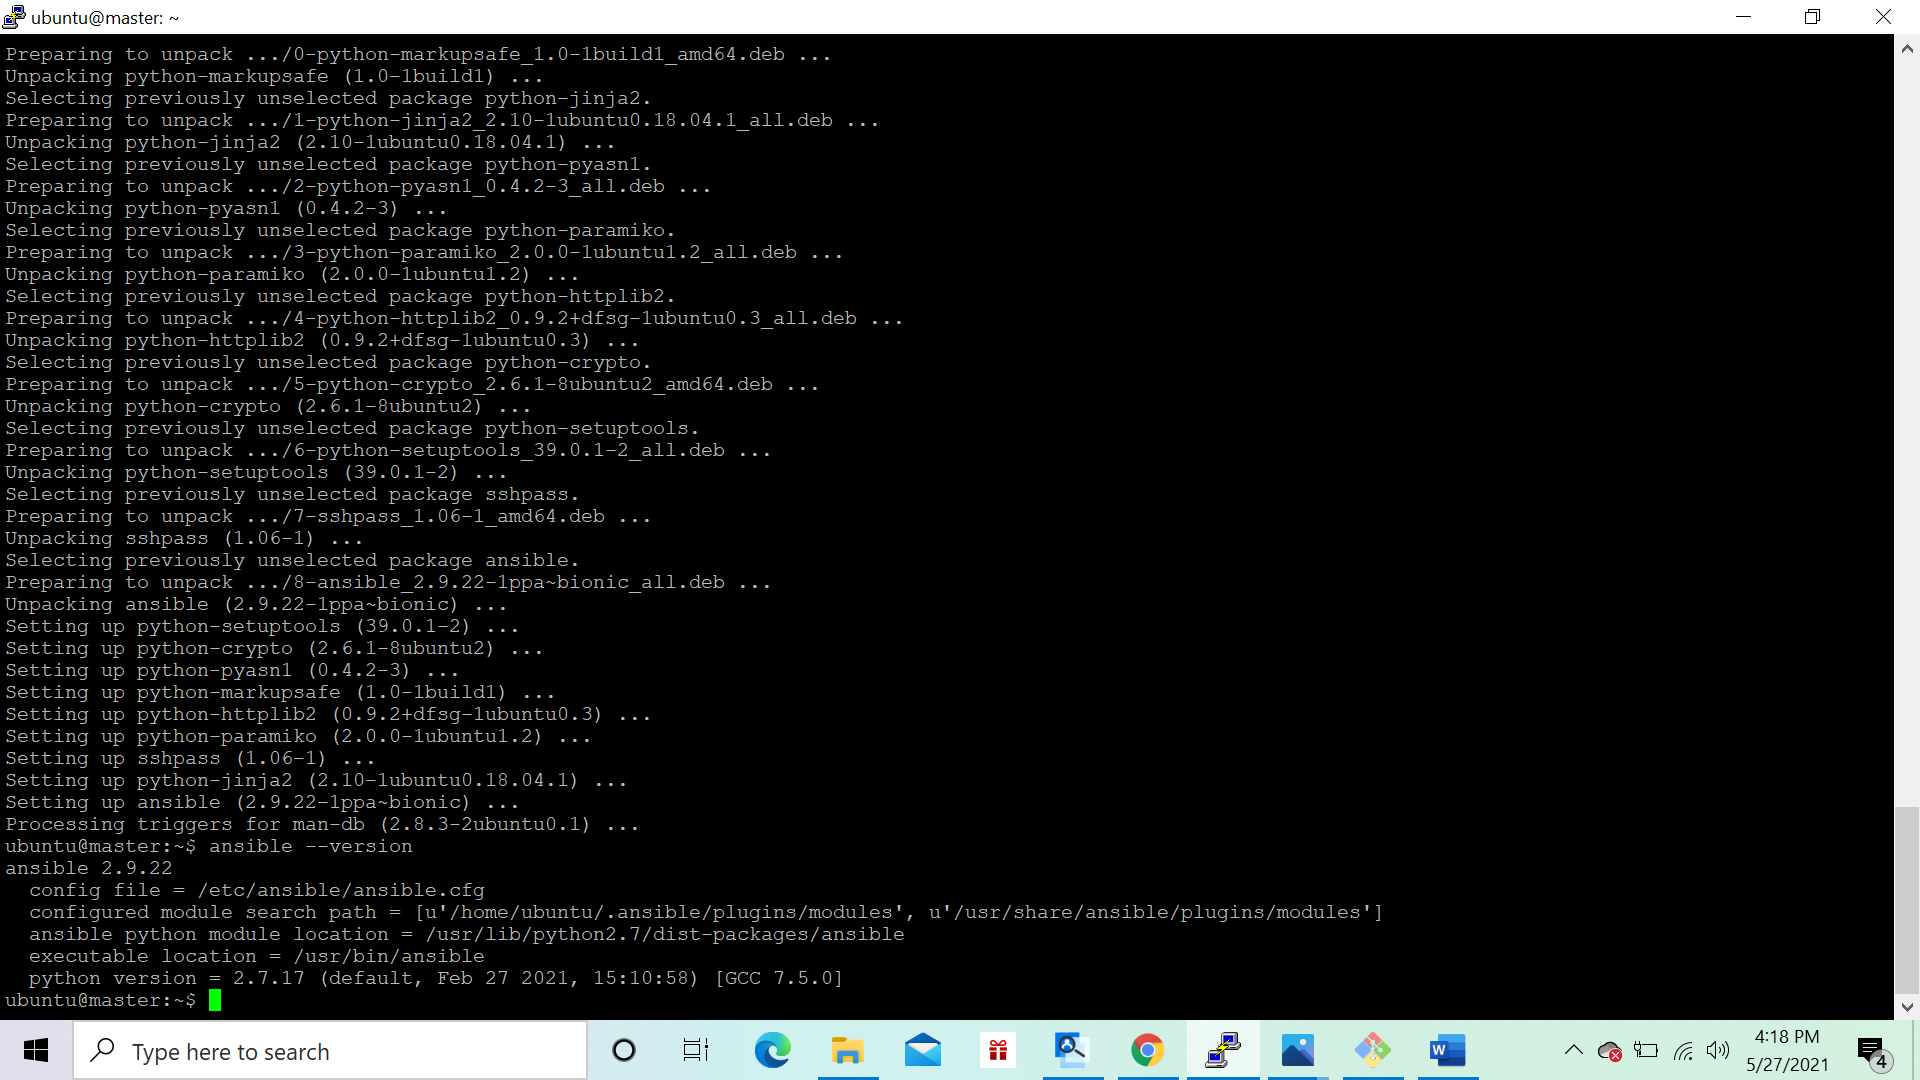 ubuntu@master: ~
Preparing to unpack .../0-python-markupsafe_1.0-1build1_amd64.deb ...
Unpacking python-markupsafe (1.0-1build1) ...
Selecting previously unselected package python-jinja2.
Preparing to unpack .../1-python-jinja2_2.10-1ubuntu0.18.04.1_all.deb ...
Unpacking python-jinja2 (2.10-1ubuntu0.18.04.1) ...
Selecting previously unselected package python-pyasn1.
Preparing to unpack .../2-python-pyasn1_0.4.2-3_all.deb ...
Unpacking python-pyasn1 (0.4.2-3) ...
Selecting previously unselected package python-paramiko.
Preparing to unpack .../3-python-paramiko_2.0.0-1ubuntu1.2_all.deb ...
Unpacking python-paramiko (2.0.0-1ubuntu1.2) ...
Selecting previously unselected package python-httplib2.
Preparing to unpack .../4-python-httplib2_0.9.2+dfsg-1ubuntu0.3_all.deb ...
Unpacking python-httplib2 (0.9.2+dfsg-1ubuntu0.3) ...
Selecting previously unselected package python-crypto.
Preparing to unpack .../5-python-crypto_2.6.1-8ubuntu2_amd64.deb ...
Unpacking python-crypto (2.6.1-8ubuntu2) ...
Selecting previously unselected package python-setuptools.
Preparing to unpack .../6-python-setuptools_39.0.1-2_all.deb ...
Unpacking python-setuptools (39.0.1-2) ...
Selecting previously unselected package sshpass.
Preparing to unpack .../7-sshpass_1.06-1_amd64.deb ...
Unpacking sshpass (1.06-1) ...
Selecting previously unselected package ansible.
Preparing to unpack .../8-ansible_2.9.22-1ppa~bionic_all.deb ...
Unpacking ansible (2.9.22-1ppa~bionic) ...
Setting up python-setuptools (39.0.1-2) ...
Setting up python-crypto (2.6.1-8ubuntu2) ...
Setting up python-pyasn1 (0.4.2-3) ...
Setting up python-markupsafe (1.0-1build1) ...
Setting up python-httplib2 (0.9.2+dfsg-1ubuntu0.3) ...
Setting up python-paramiko (2.0.0-1ubuntu1.2) ...
Setting up sshpass (1.06-1) ...
Setting up python-jinja2 (2.10-1ubuntu0.18.04.1) ...
Setting up ansible (2.9.22-1ppa~bionic) ...
Processing triggers for man-db (2.8.3-2ubuntu0.1) ...
ubuntu@master:~$ ansible --version
ansible 2.9.22
  config file = /etc/ansible/ansible.cfg
  configured module search path = [u'/home/ubuntu/.ansible/plugins/modules', u'/usr/share/ansible/plugins/modules']
  ansible python module location = /usr/lib/python2.7/dist-packages/ansible
  executable location = /usr/bin/ansible
  python version = 2.7.17 (default, Feb 27 2021, 15:10:58) [GCC 7.5.0]
ubuntu@master:~$
Type here to search
W
4:18 PM
5/27/2021
4